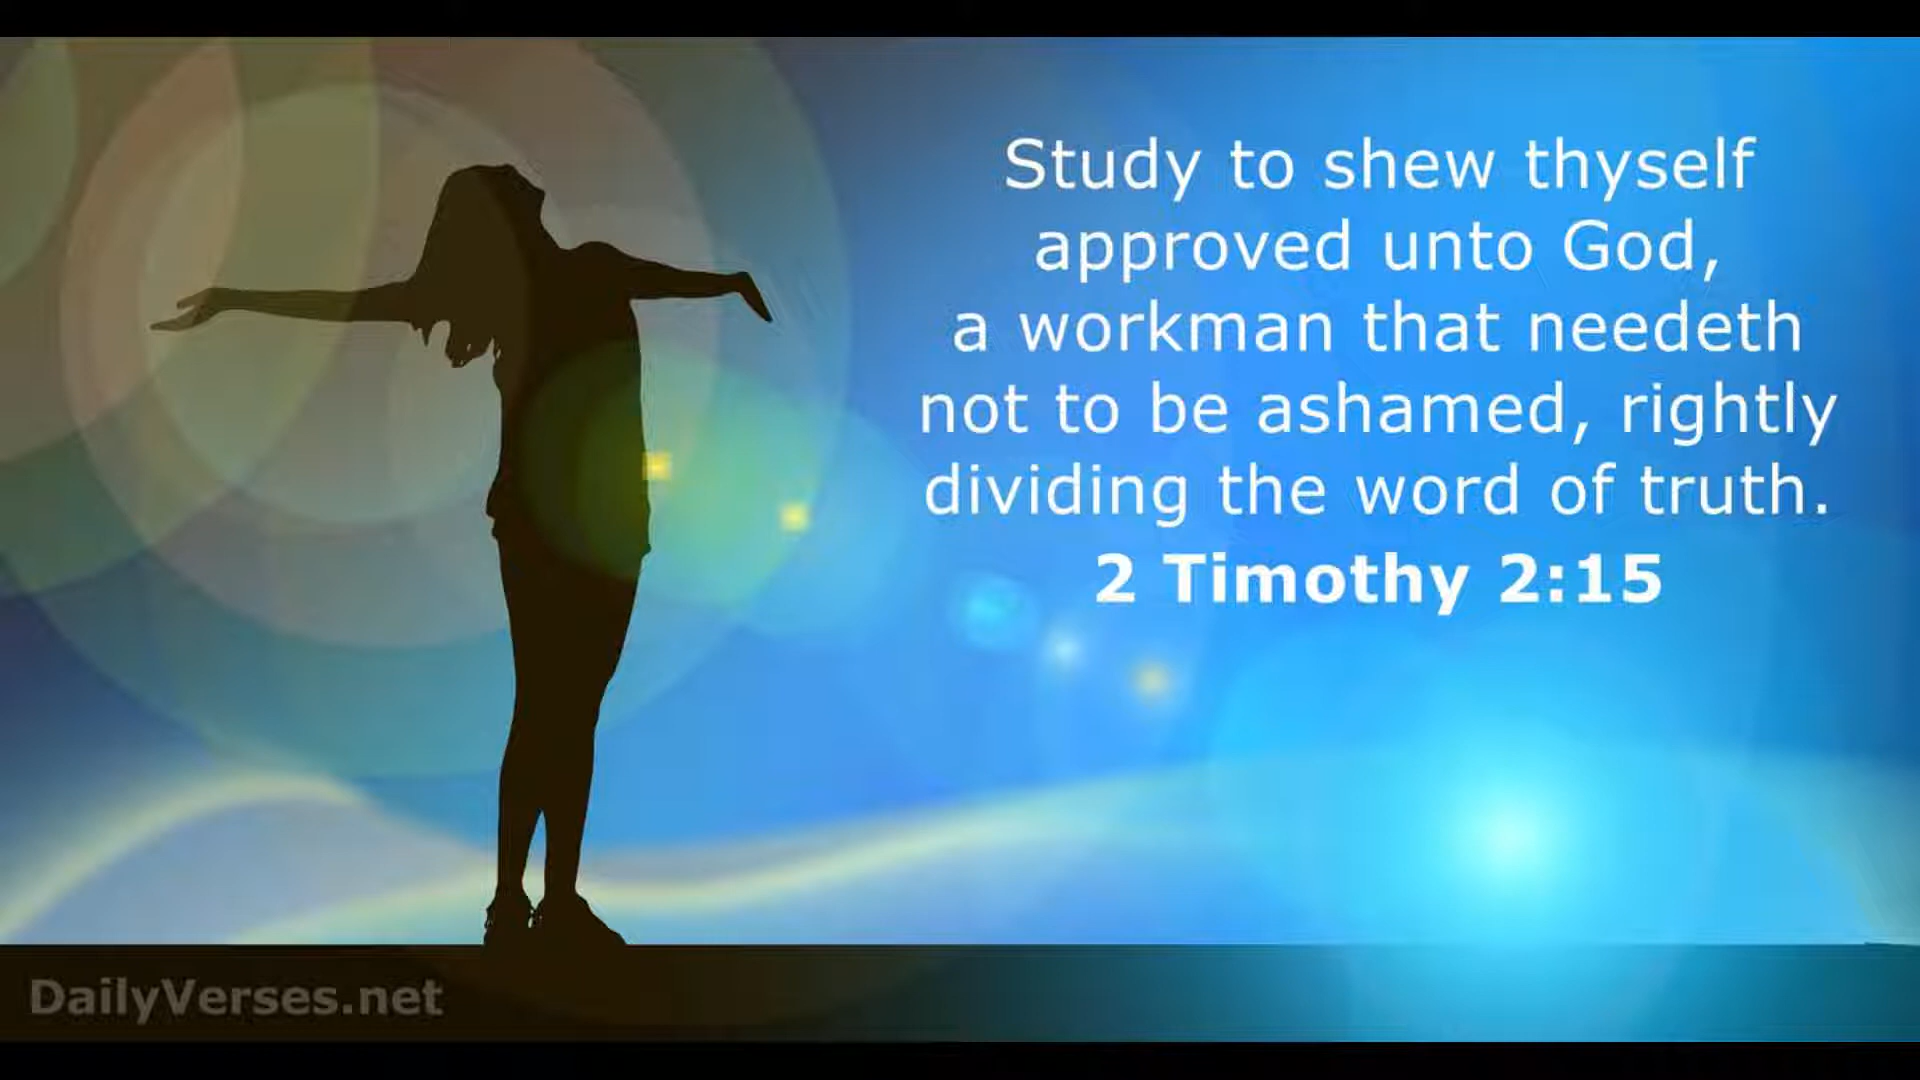 Study to shew thyself
approved unto God,
a workman that needeth
not to be ashamed, rightly
dividing the word of truth.
2 Timothy 2:15
DailyVerses.net